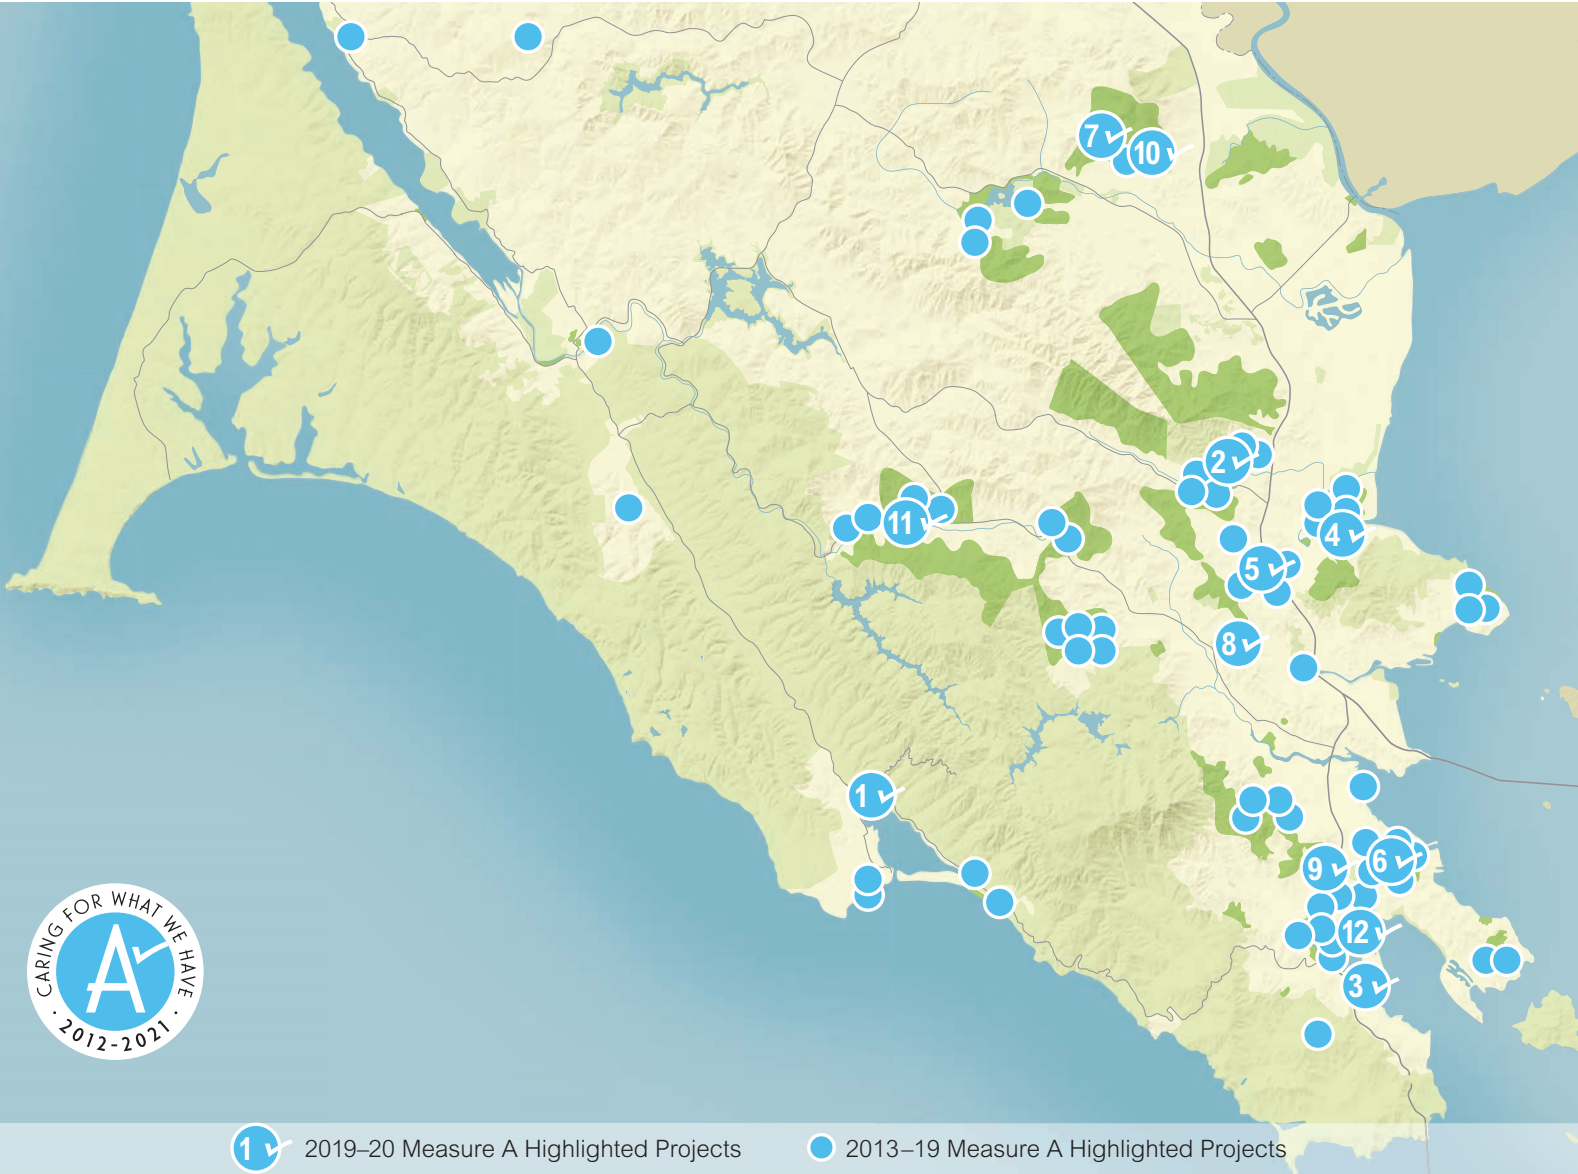 7
10
2
11
4
5
8
1
9
6
12
3
CARING FOR WHAT WE HAVE
A
· 2012-2021 ·
1 2019–20 Measure A Highlighted Projects
2013–19 Measure A Highlighted Projects